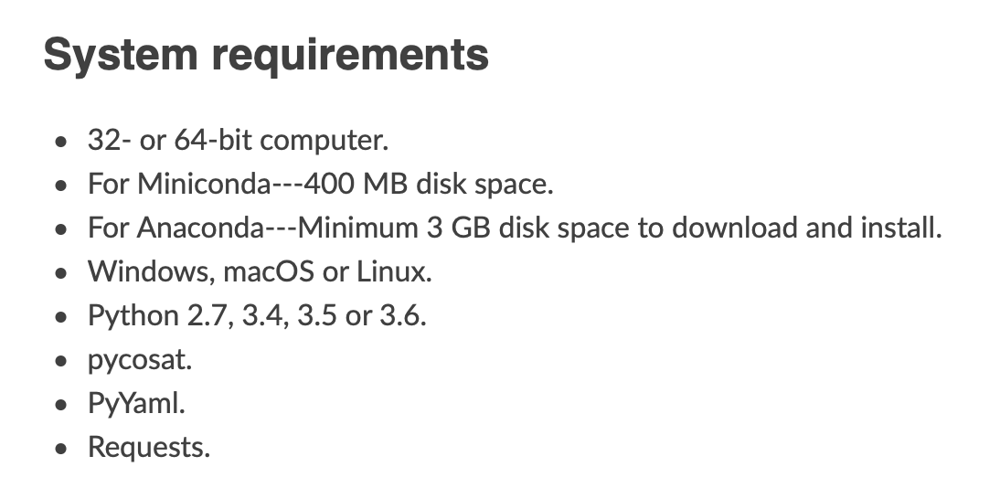 System requirements
• 32- or 64-bit computer.
• For Miniconda---400 MB disk space.
• For Anaconda---Minimum 3 GB disk space to download and install.
• Windows, macOS or Linux.
• Python 2.7, 3.4, 3.5 or 3.6.
• pycosat.
• PyYaml.
• Requests.